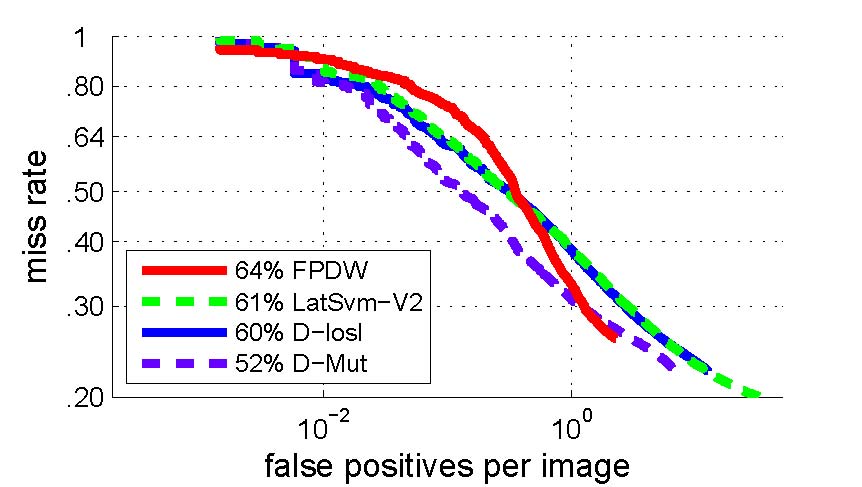 1
.80
.64
.50
.40
.30
.20
miss rate
64% FPDW
61% LatSvm-V2
60% D-IosI
52% D-Mut
10^-2
10^0
false positives per image